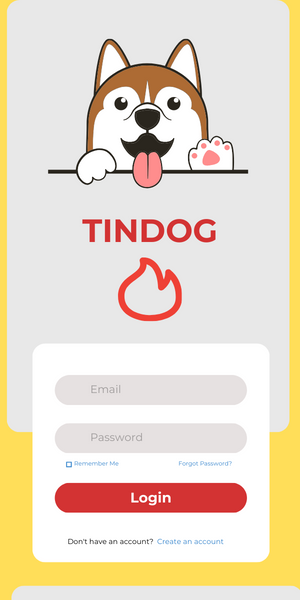 TINDOG
Email
Password
Remember Me Forgot Password?
Login
Don't have an account? Create an account